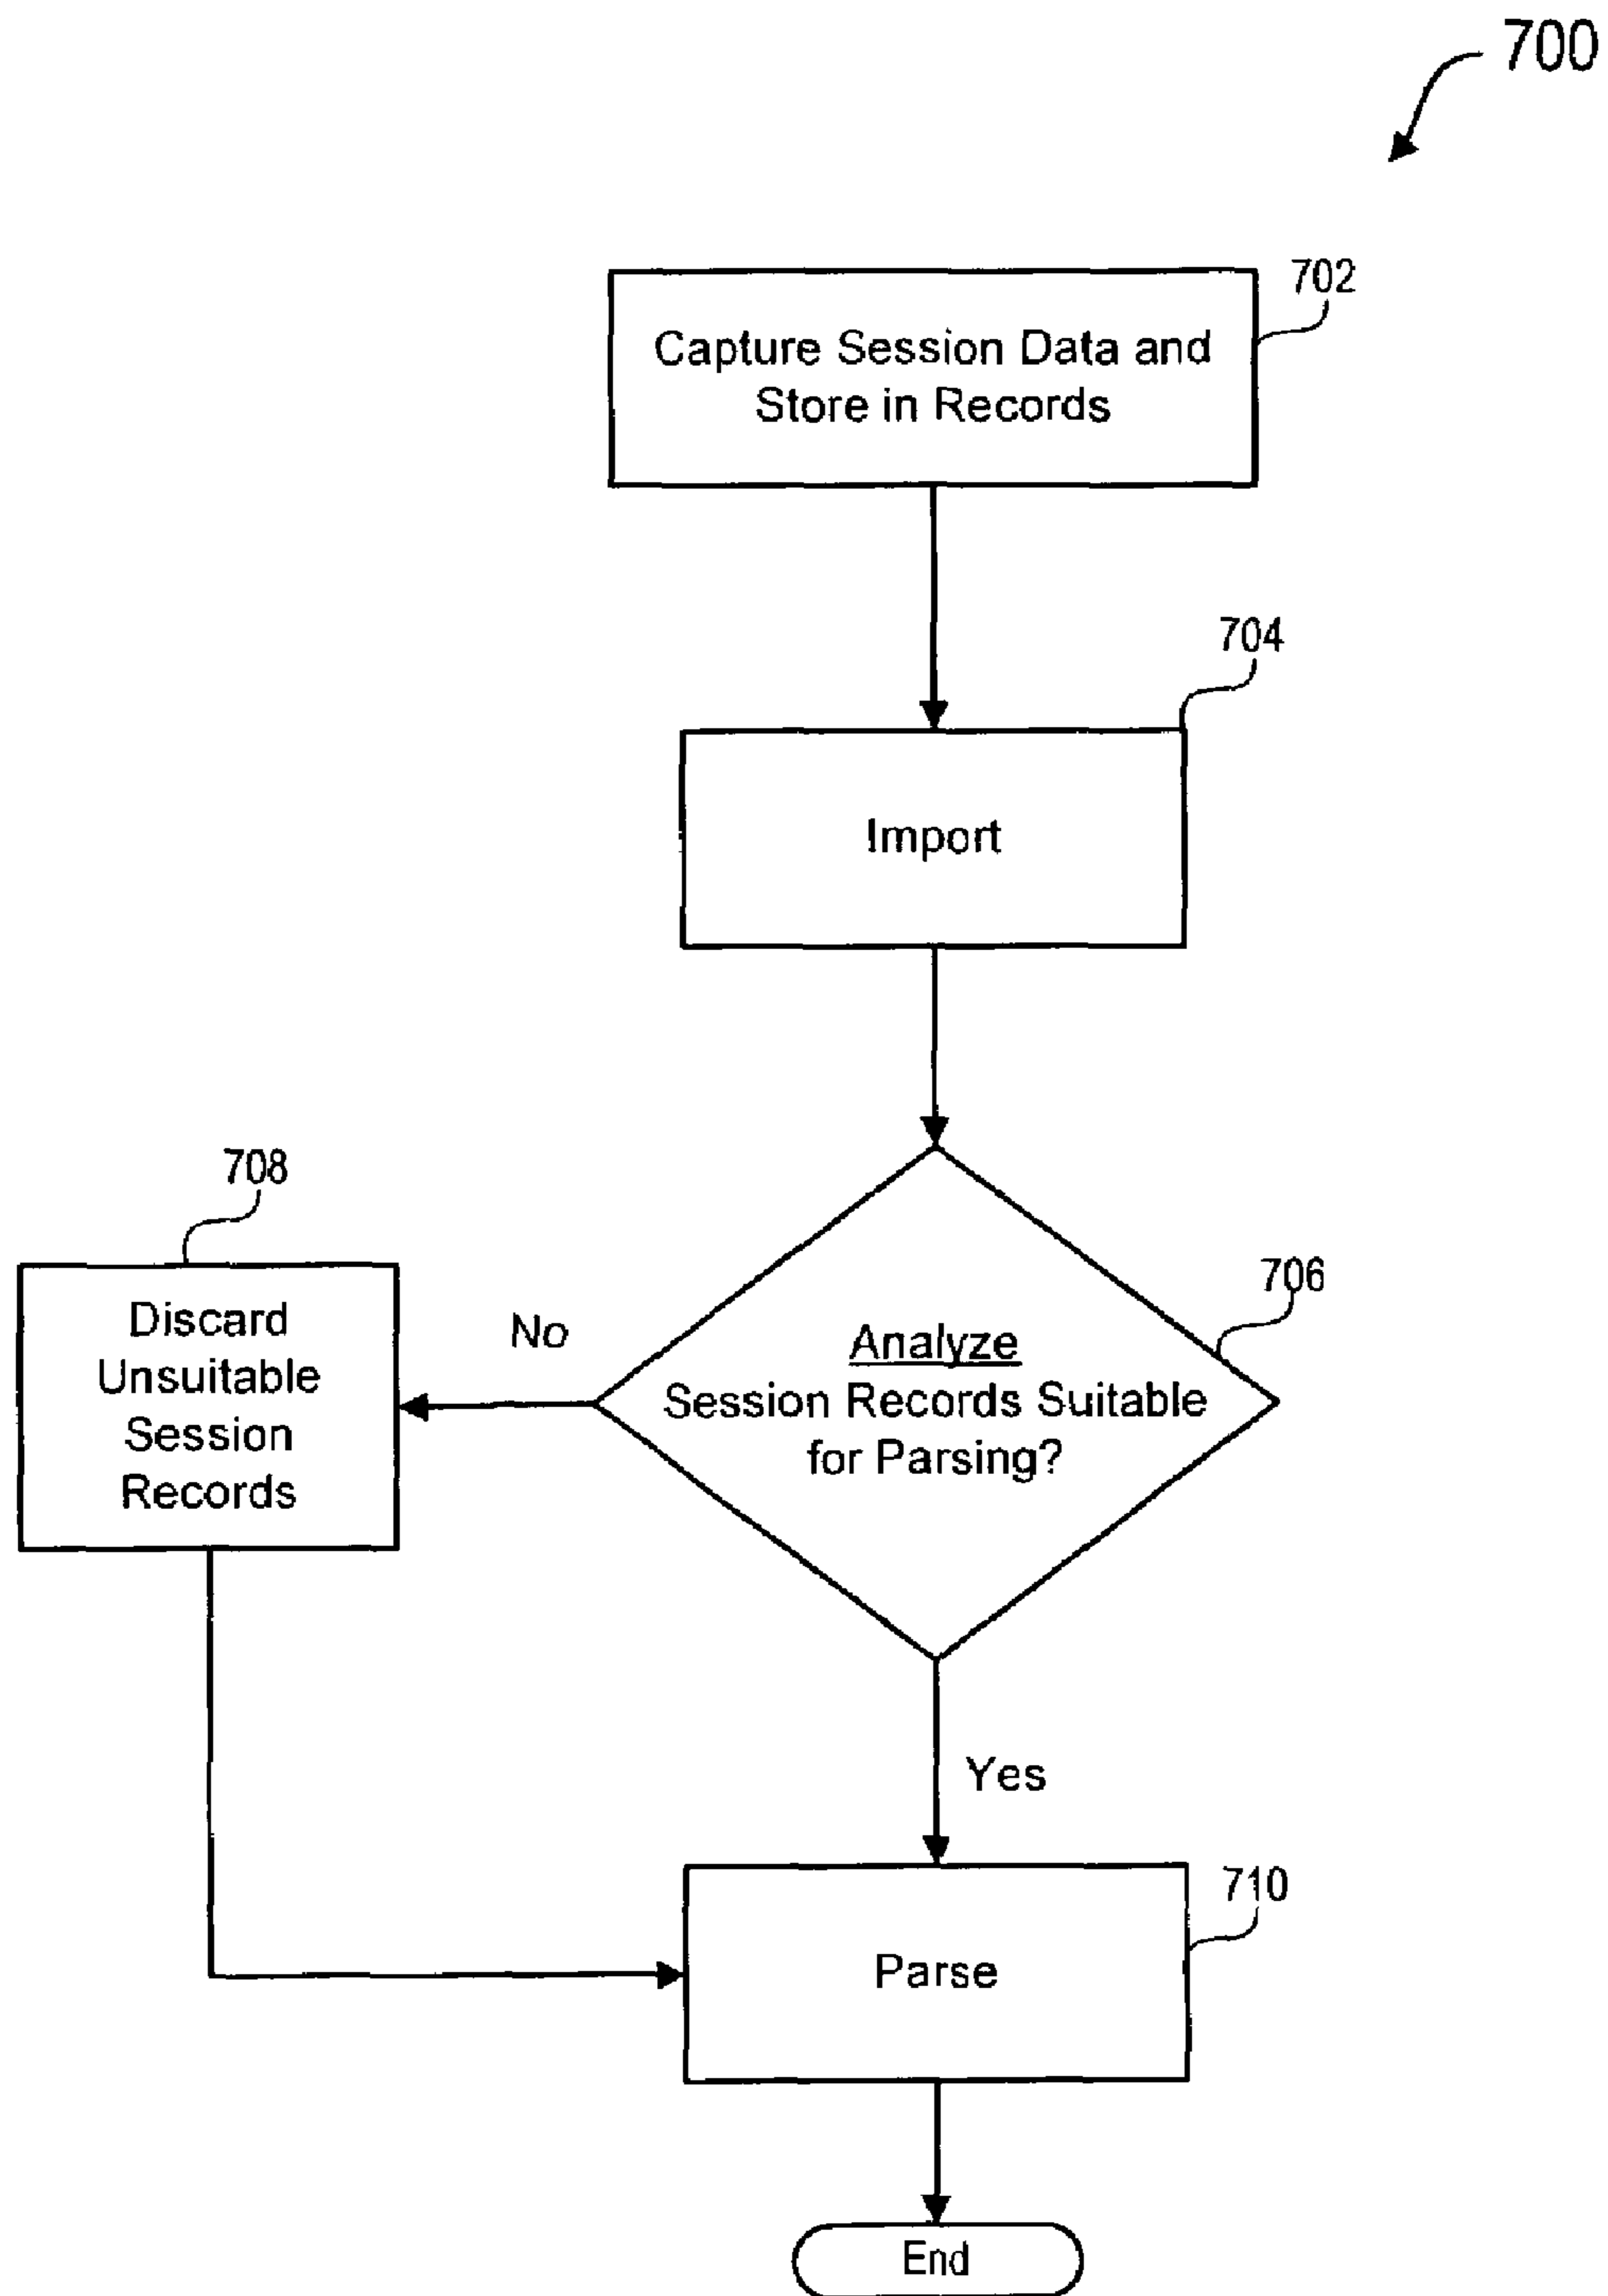 700
702
Capture Session Data and
Store in Records
704
Import
708
Discard
Unsuitable
Session
Records
No
706
Analyze
Session Records Suitable
for Parsing?
Yes
710
Parse
End